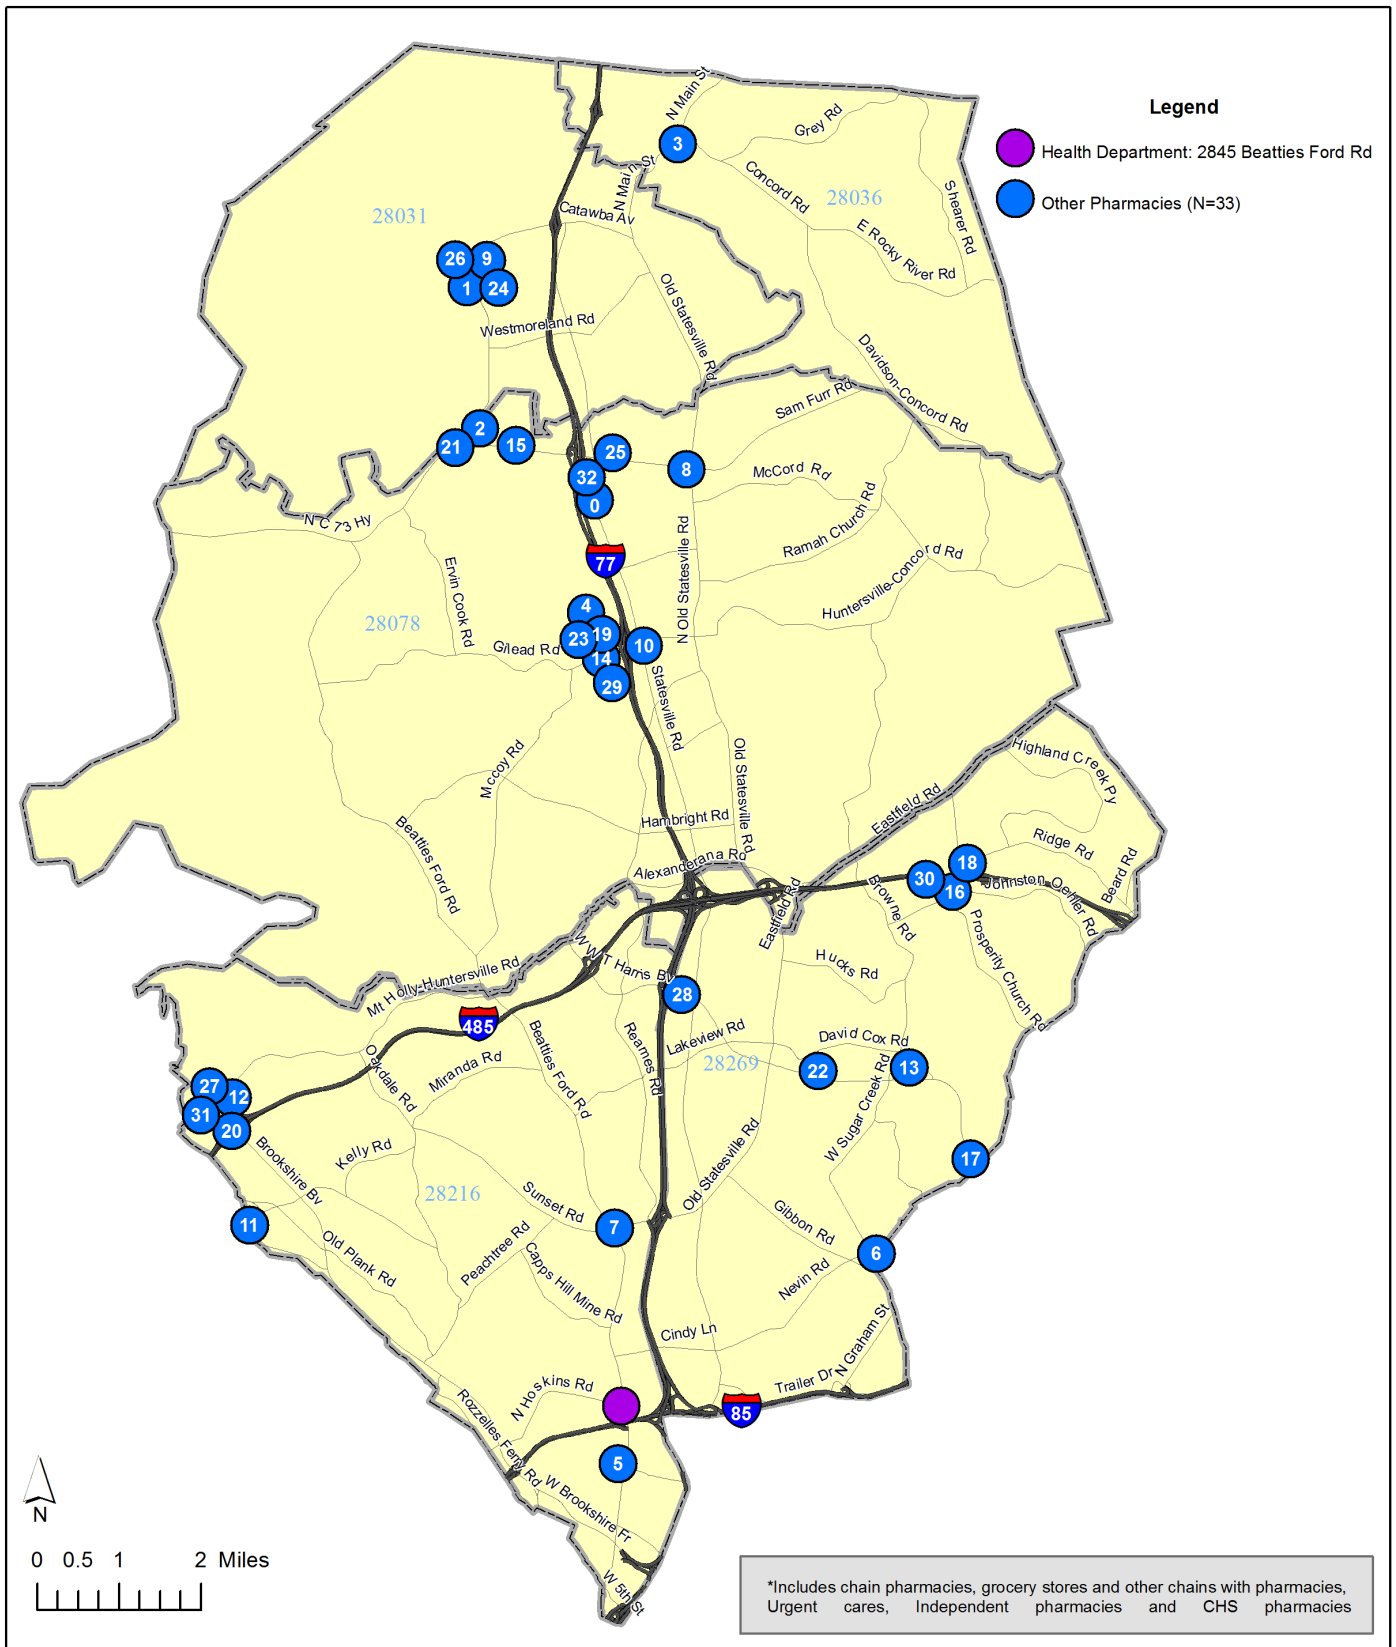 Legend
Health Department: 2845 Beatties Ford Rd
Other Pharmacies (N=33)
N Main St
3
Grey Rd
N Main St
Concord Rd
28036
Shearer Rd
28031
Catawba Av
E Rocky River Rd
26
9
1
24
Old Statesville Rd
Westmoreland Rd
Davidson-Concord Rd
Sam Furr Rd
2
21
15
25
8
32
0
McCord Rd
N C 73 Hy
Ramah Church Rd
N Old Statesville Rd
77
Huntersville-Concord Rd
Ervin Cook Rd
28078
4
19
23
10
14
29
Gilead Rd
Statesville Rd
Mccoy Rd
Old Statesville Rd
Highland Creek Py
Eastfield Rd
Hambright Rd
Beatties Ford Rd
Ridge Rd
Alexanderana Rd
18
30
16
Johnston Oehler Rd
Beard Rd
Browne Rd
Eastfield Rd
Prosperity Church Rd
W W T Harris Bv
Hucks Rd
Mt Holly-Huntersville Rd
28
485
Beatties Ford Rd
Reames Rd
Lakeview Rd
David Cox Rd
28269
22
13
Oakdale Rd
Miranda Rd
W Sugar Creek Rd
27
12
31
20
Brookshire Bv
Kelly Rd
Old Statesville Rd
17
28216
Sunset Rd
11
7
Gibbon Rd
Old Plank Rd
Peachtree Rd
6
Capps Hill Mine Rd
Nevin Rd
Cindy Ln
N Graham St
Trailer Dr
N Hoskins Rd
85
Rozzelles Ferry Rd
5
W Brookshire Fr
W 5th St
N
0 0.5 1 2 Miles
*Includes chain pharmacies, grocery stores and other chains with pharmacies,
Urgent cares, Independent pharmacies and CHS pharmacies